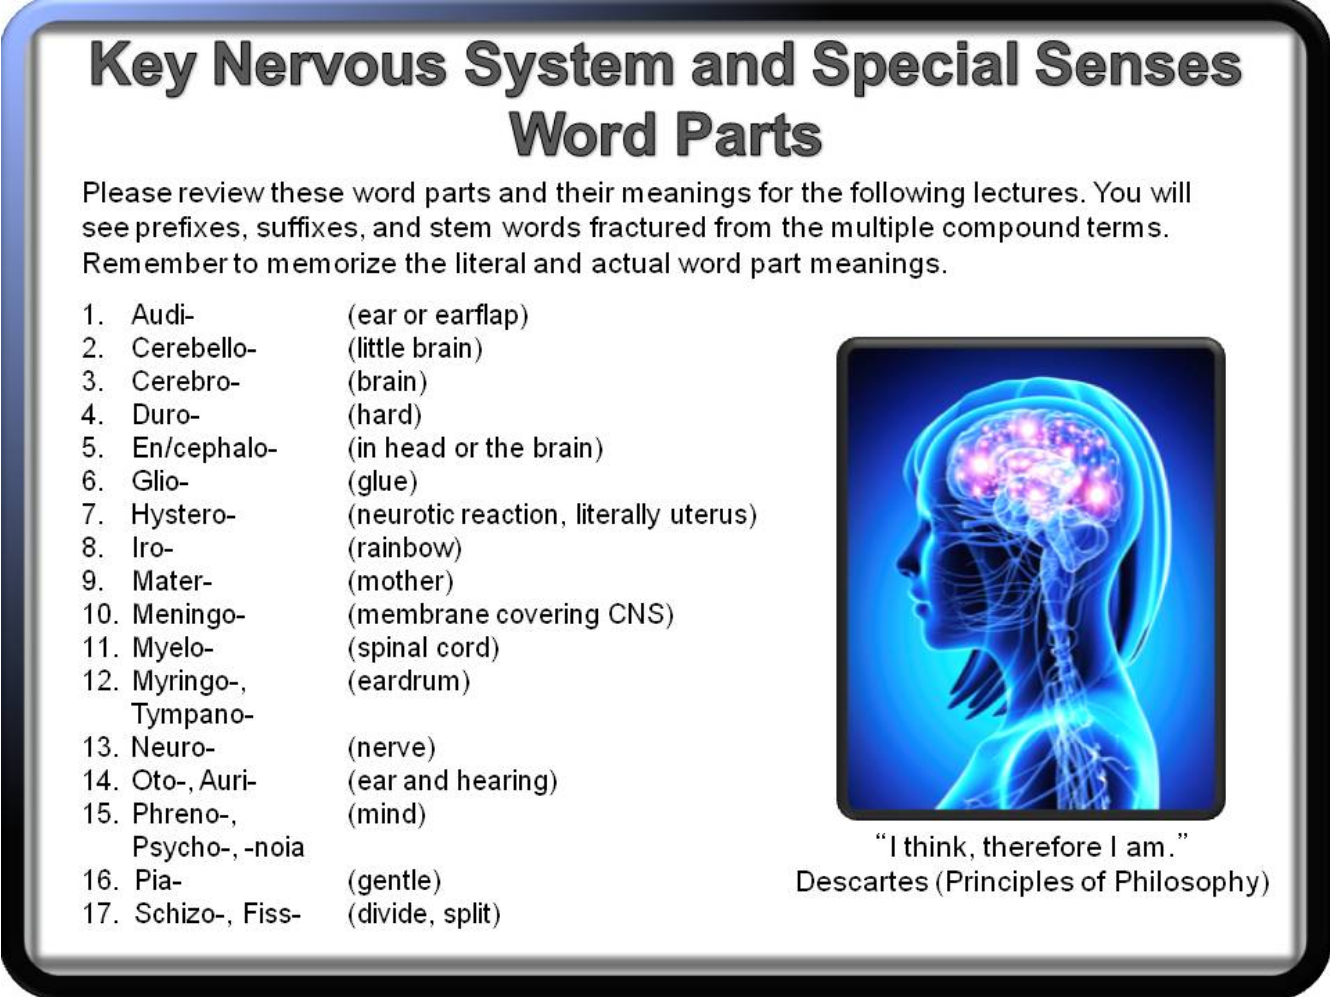 Key Nervous System and Special Senses
Word Parts
Please review these word parts and their meanings for the following lectures. You will
see prefixes, suffixes, and stem words fractured from the multiple compound terms.
Remember to memorize the literal and actual word part meanings.
1. Audi- (ear or earflap)
2. Cerebello- (little brain)
3. Cerebro- (brain)
4. Duro- (hard)
5. En/cephalo- (in head or the brain)
6. Glio- (glue)
7. Hystero- (neurotic reaction, literally uterus)
8. Iro- (rainbow)
9. Mater- (mother)
10. Meningo- (membrane covering CNS)
11. Myelo- (spinal cord)
12. Myringo-, (eardrum)
Tympano-
13. Neuro- (nerve)
14. Oto-, Auri- (ear and hearing)
15. Phreno-, (mind)
Psycho-, -noia
16. Pia- (gentle)
17. Schizo-, Fiss- (divide, split)
“I think, therefore I am.”
Descartes (Principles of Philosophy)